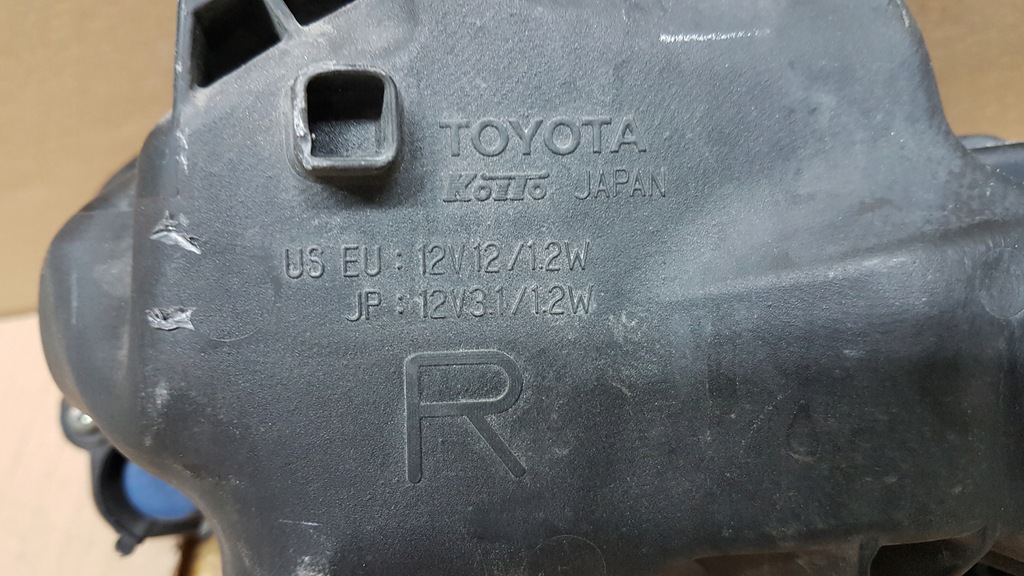 TOYOTA
KOITO JAPAN
US EU : 12V12/1.2W
JP : 12V3.1/1.2W
R